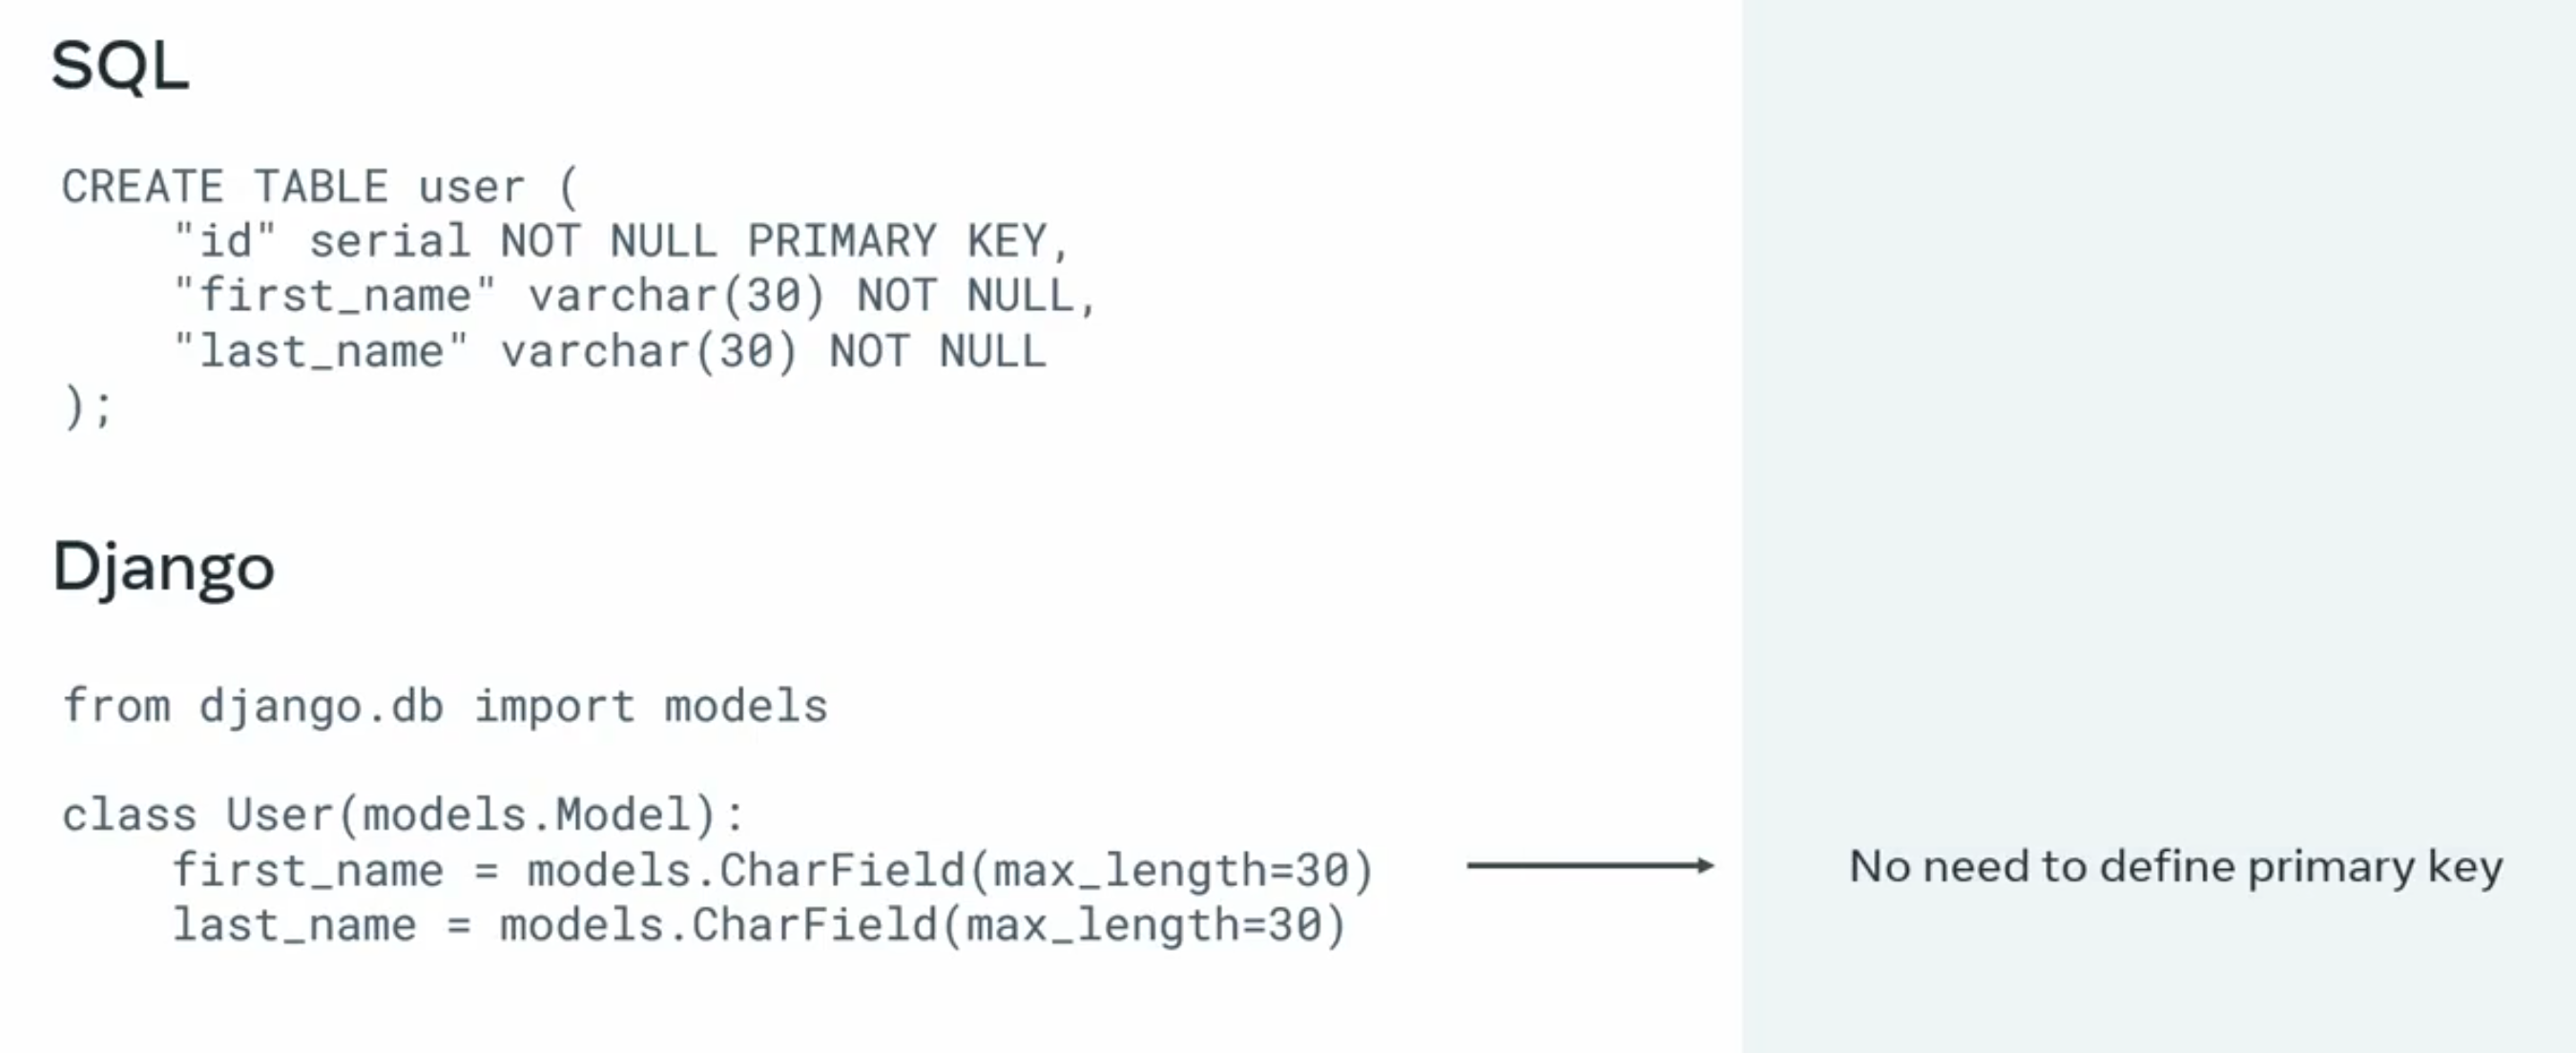 SQL
CREATE TABLE user (
    "id" serial NOT NULL PRIMARY KEY,
    "first_name" varchar(30) NOT NULL,
    "last_name" varchar(30) NOT NULL
);
Django
from django.db import models
class User(models.Model):
    first_name = models.CharField(max_length=30)
    last_name = models.CharField(max_length=30)
No need to define primary key